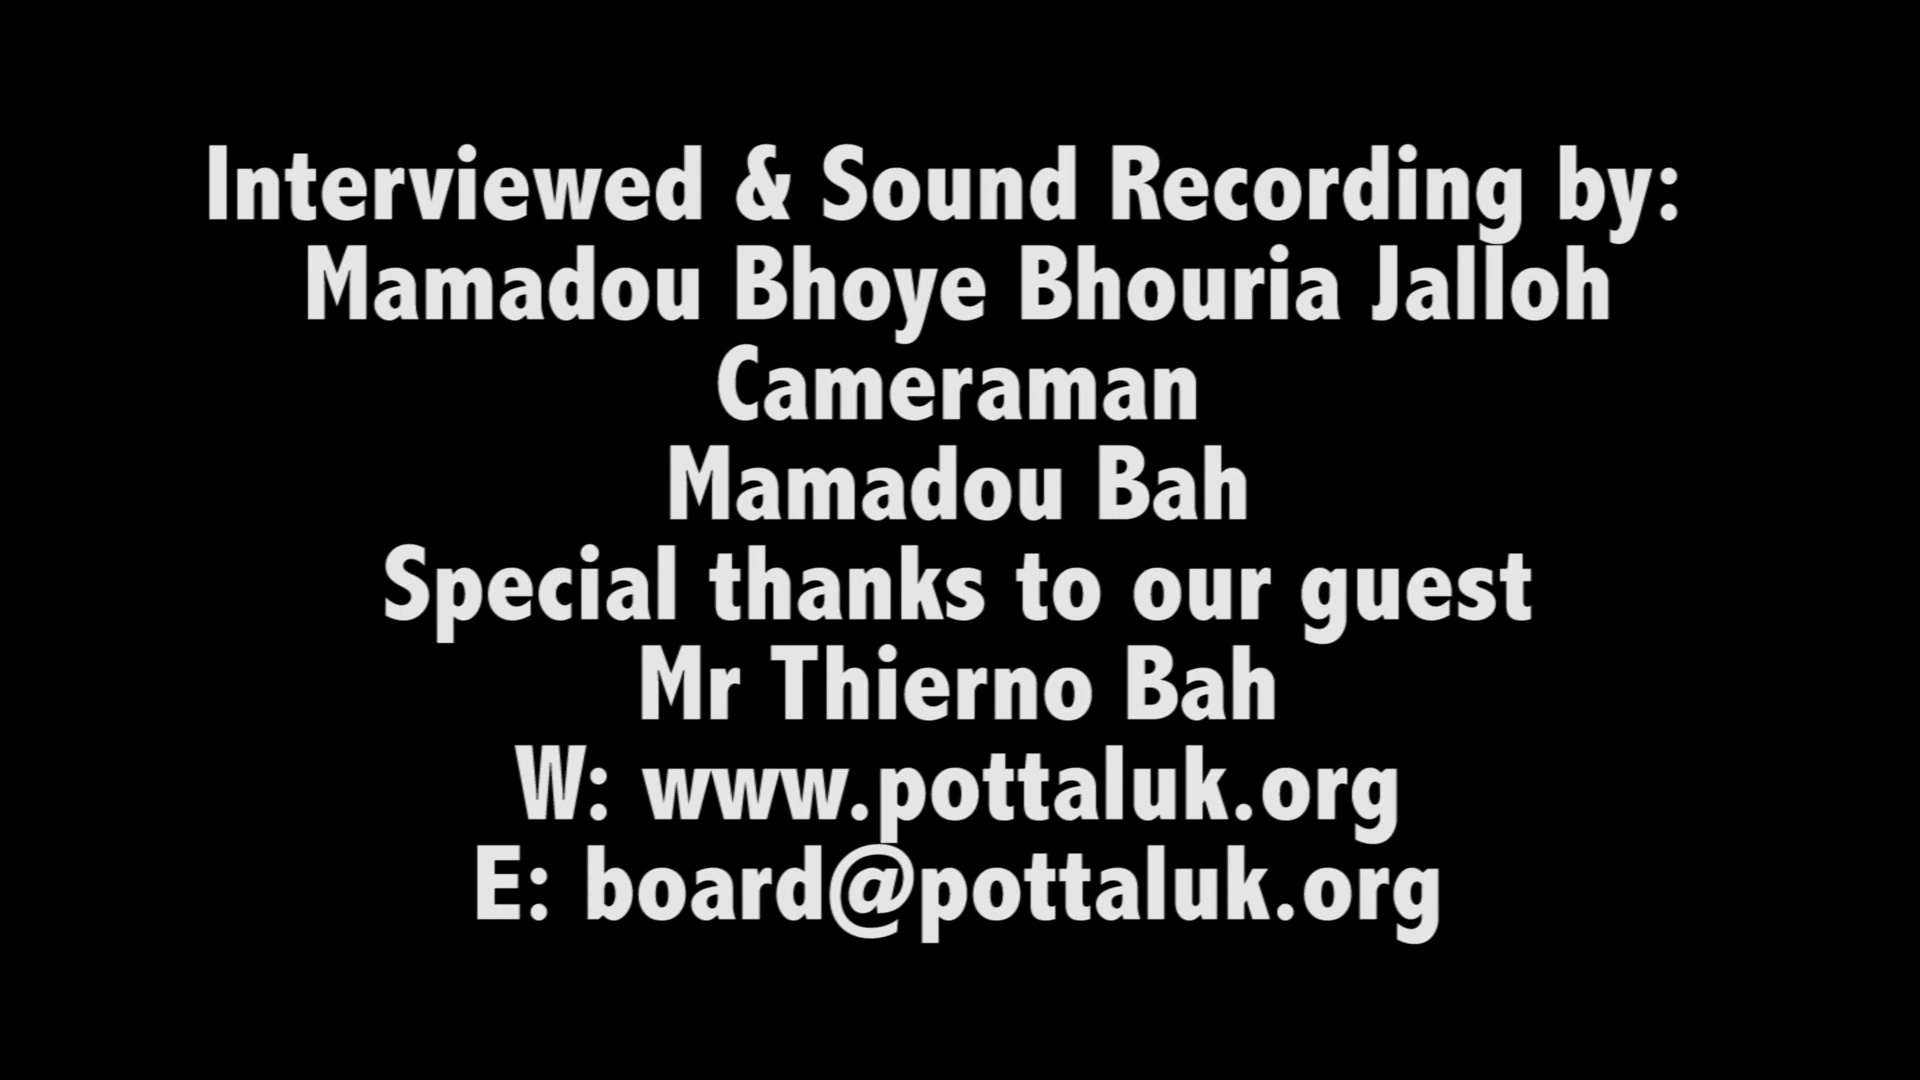 Interviewed & Sound Recording by:
Mamadou Bhoye Bhouria Jalloh
Cameraman
Mamadou Bah
Special thanks to our guest
Mr Thierno Bah
W: www.pottaluk.org
E: board@pottaluk.org